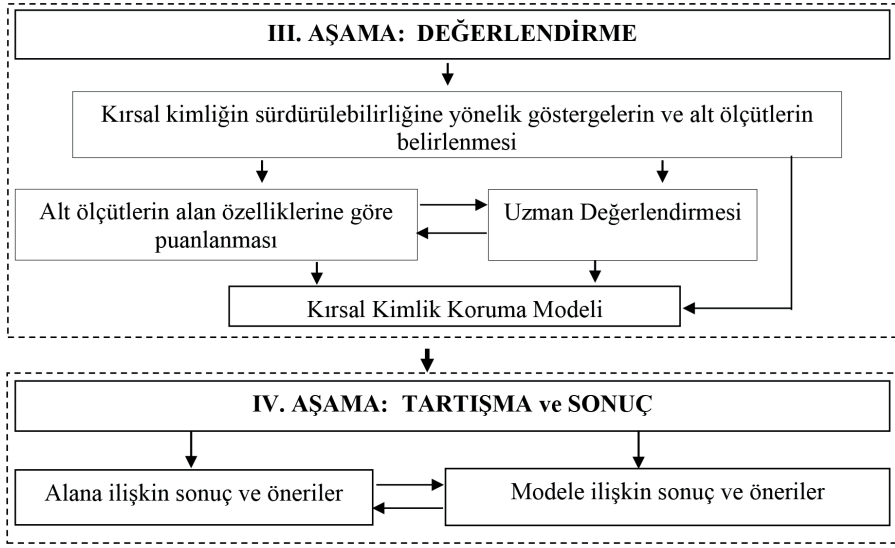 III. AŞAMA: DEĞERLENDİRME
Kırsal kimliğin sürdürülebilirliğine yönelik göstergelerin ve alt ölçütlerin
belirlenmesi
Alt ölçütlerin alan özelliklerine göre
puanlanması
Uzman Değerlendirmesi
Kırsal Kimlik Koruma Modeli
IV. AŞAMA: TARTIŞMA ve SONUÇ
Alana ilişkin sonuç ve öneriler
Modele ilişkin sonuç ve öneriler